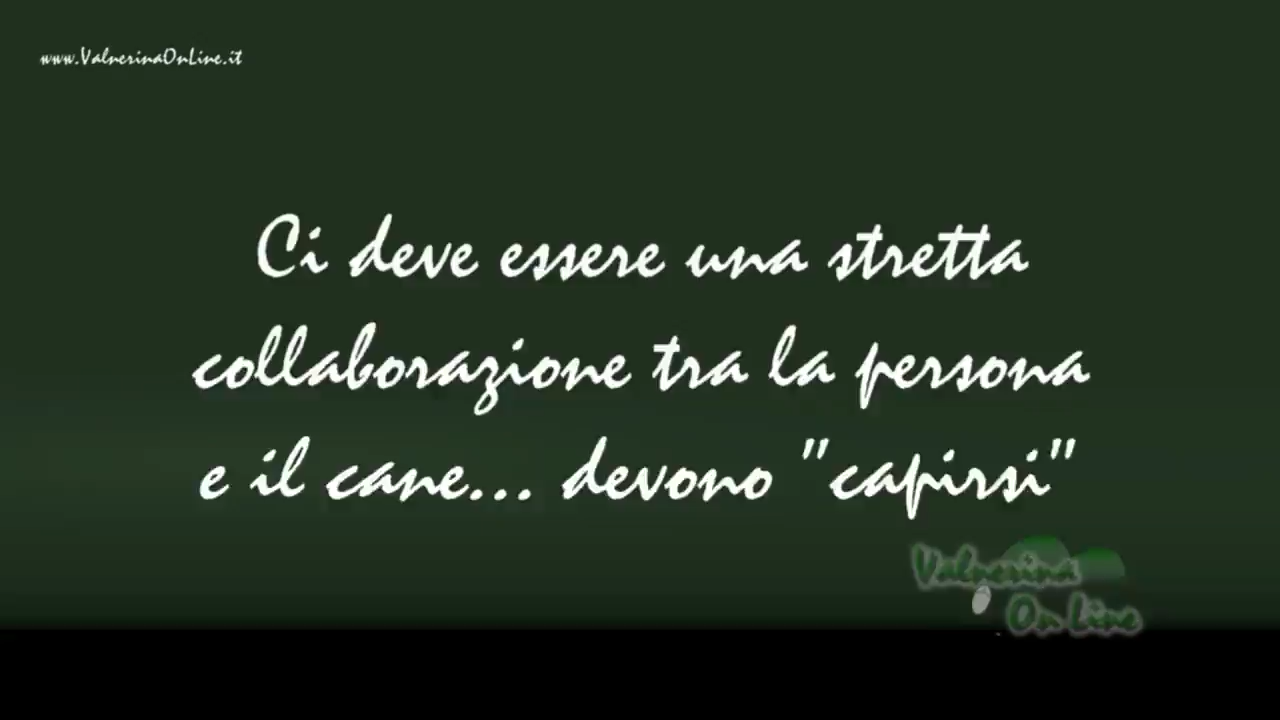 www.ValnerinaOnLine.it
Ci deve essere una stretta
collaborazione tra la persona
e il cane... devono "capirsi"
Valnerina
On Line